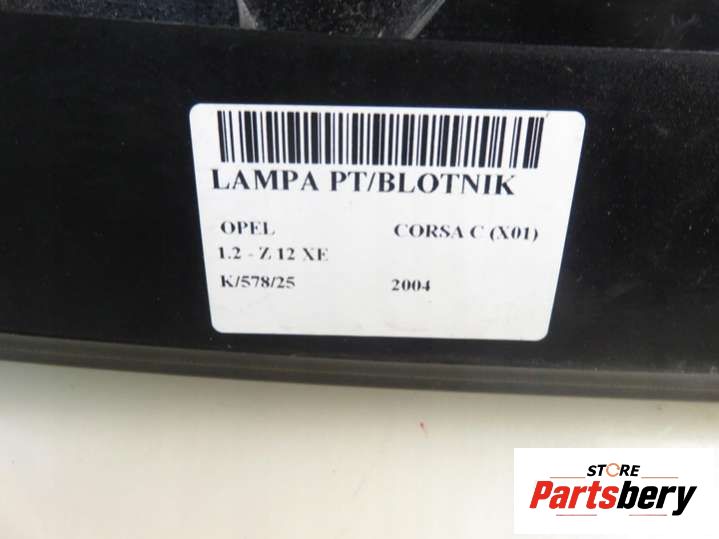 LAMPA PT/BLOTNIK
OPEL CORSA C (X01)
1.2 - Z 12 XE
K/578/25 2004
STORE
Partsbery